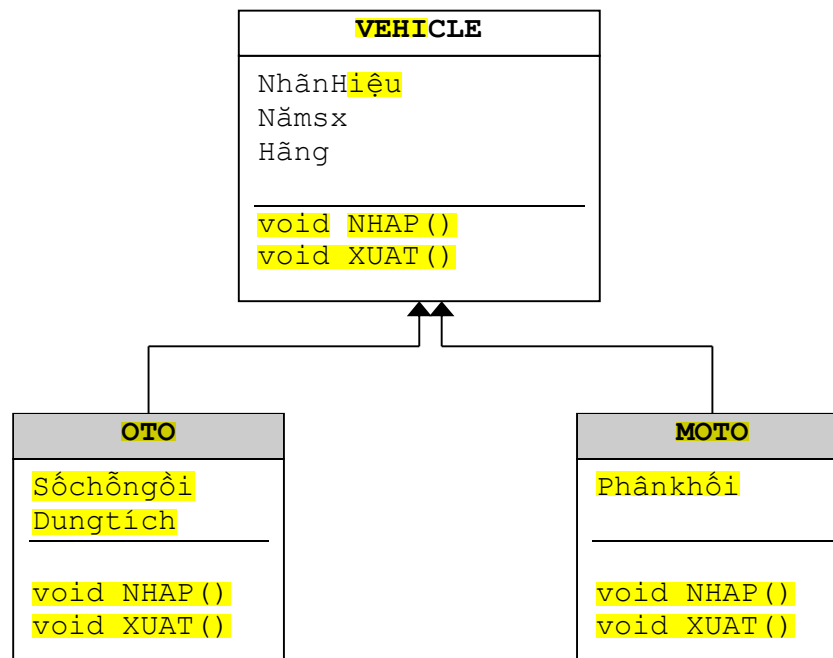 VEHICLE
NhãnHiệu
Nămsx
Hãng
void NHAP()
void XUAT()
OTO
Sốchỗngồi
Dungtích
void NHAP()
void XUAT()
MOTO
Phânkhối
void NHAP()
void XUAT()